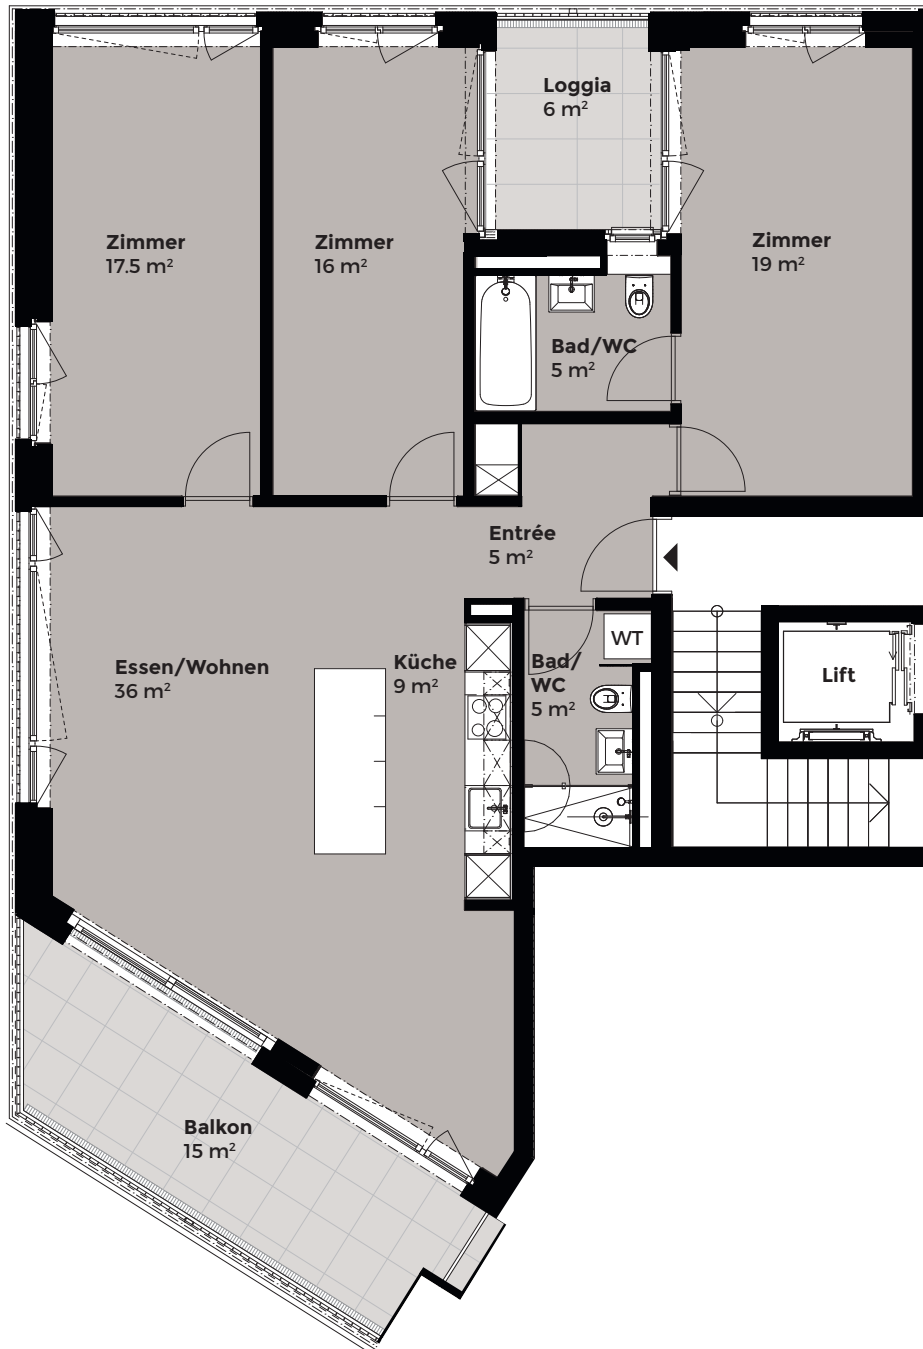 Loggia
6 m²
Zimmer
17.5 m²
Zimmer
16 m²
Zimmer
19 m²
Bad/WC
5 m²
Entrée
5 m²
Essen/Wohnen
36 m²
Küche
9 m²
Bad/
WC
5 m²
WT
Lift
Balkon
15 m²